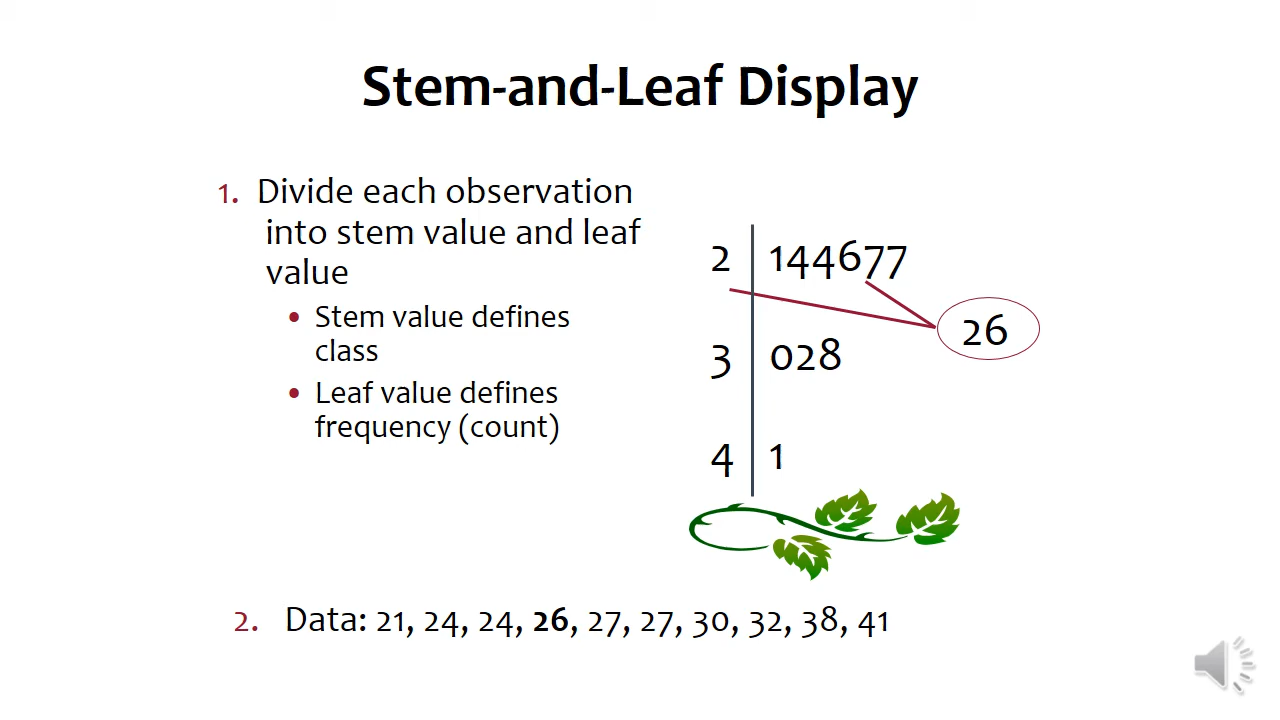 Stem-and-Leaf Display
1. Divide each observation
into stem value and leaf
value
• Stem value defines
class
• Leaf value defines
frequency (count)
2 144677
26
3 028
4 1
2. Data: 21, 24, 24, 26, 27, 27, 30, 32, 38, 41